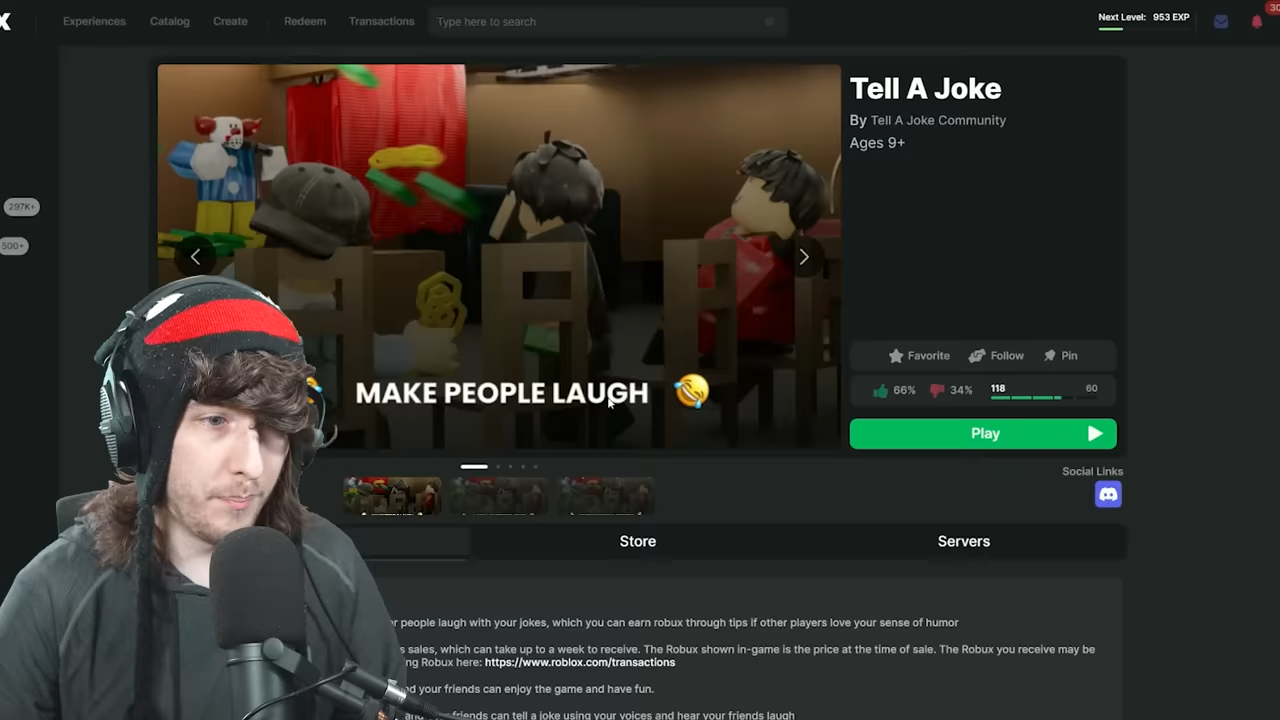 X Experiences Catalog Create Redeem Transactions Type here to search Next Level: 953 EXP 30
Tell A Joke
By Tell A Joke Community
Ages 9+
297K+
500+
Favorite Follow Pin
MAKE PEOPLE LAUGH
66% 34% 118 60
Play
Social Links
Store Servers
people laugh with your jokes, which you can earn robux through tips if other players love your sense of humor
sales, which can take up to a week to receive. The Robux shown in-game is the price at the time of sale. The Robux you receive may be
Robux here: https://www.roblox.com/transactions
your friends can enjoy the game and have fun.
friends can tell a joke using your voices and hear your friends laugh